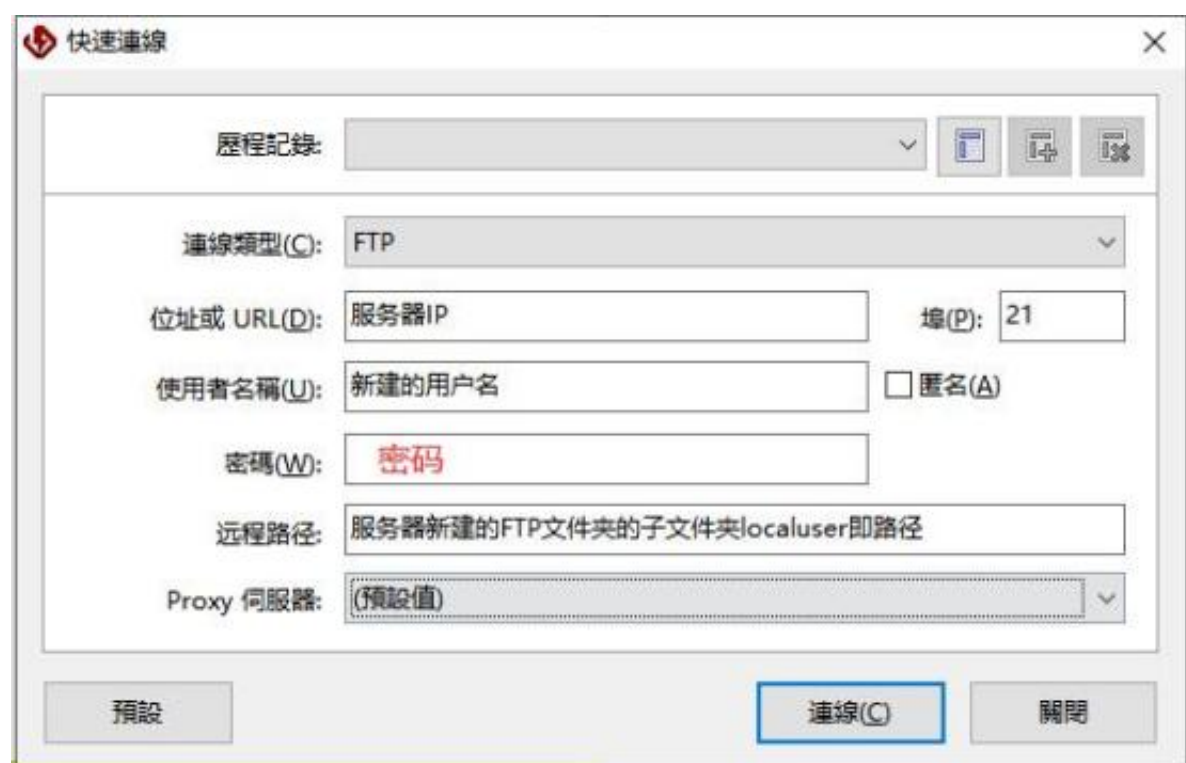 快速連線
歷程記錄:
連線類型(C): FTP
位址或 URL(D): 服务器IP 埠(P): 21
使用者名稱(U): 新建的用户名 匿名(A)
密碼(W): 密码
远程路径: 服务器新建的FTP文件夹的子文件夹localuser即路径
Proxy 伺服器: (預設值)
預設 連線(C) 關閉